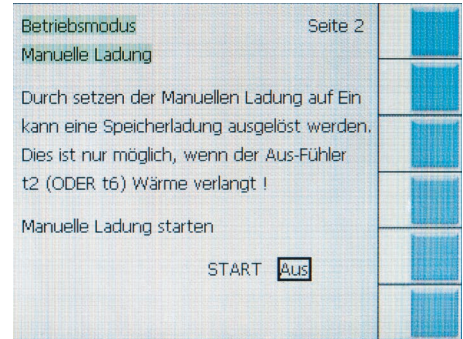 Betriebsmodus Seite 2
Manuelle Ladung
Durch setzen der Manuellen Ladung auf Ein
kann eine Speicherladung ausgelöst werden.
Dies ist nur möglich, wenn der Aus-Fühler
t2 (ODER t6) Wärme verlangt !
Manuelle Ladung starten
START Aus